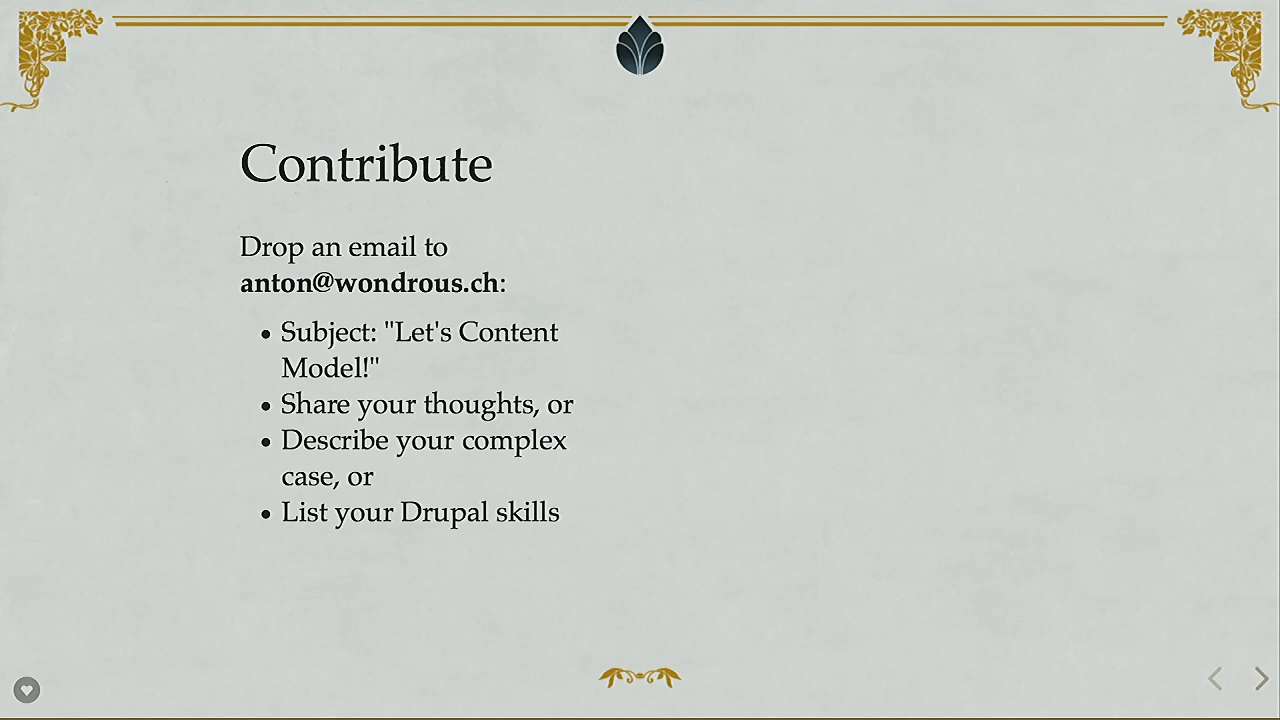 Contribute
Drop an email to
anton@wondrous.ch:
• Subject: "Let's Content
Model!"
• Share your thoughts, or
• Describe your complex
case, or
• List your Drupal skills